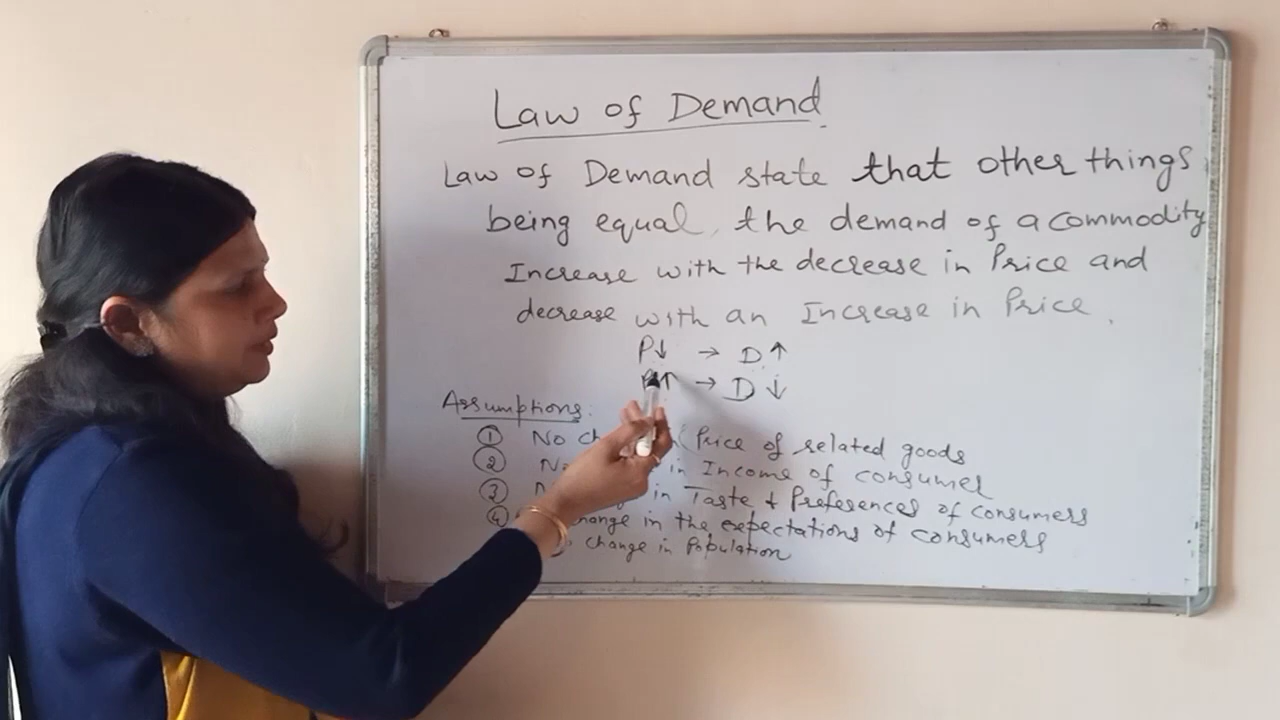 Law of Demand
Law of Demand state that other things
being equal, the demand of a commodity
Increase with the decrease in Price and
decrease with an Increase in Price.
P↓ → D↑
P↑ → D↓
Assumptions:
① No Price of related goods
② No in Income of consumer
③ in Taste + Preferences of consumers
④ in the expectations of consumers
change in Population